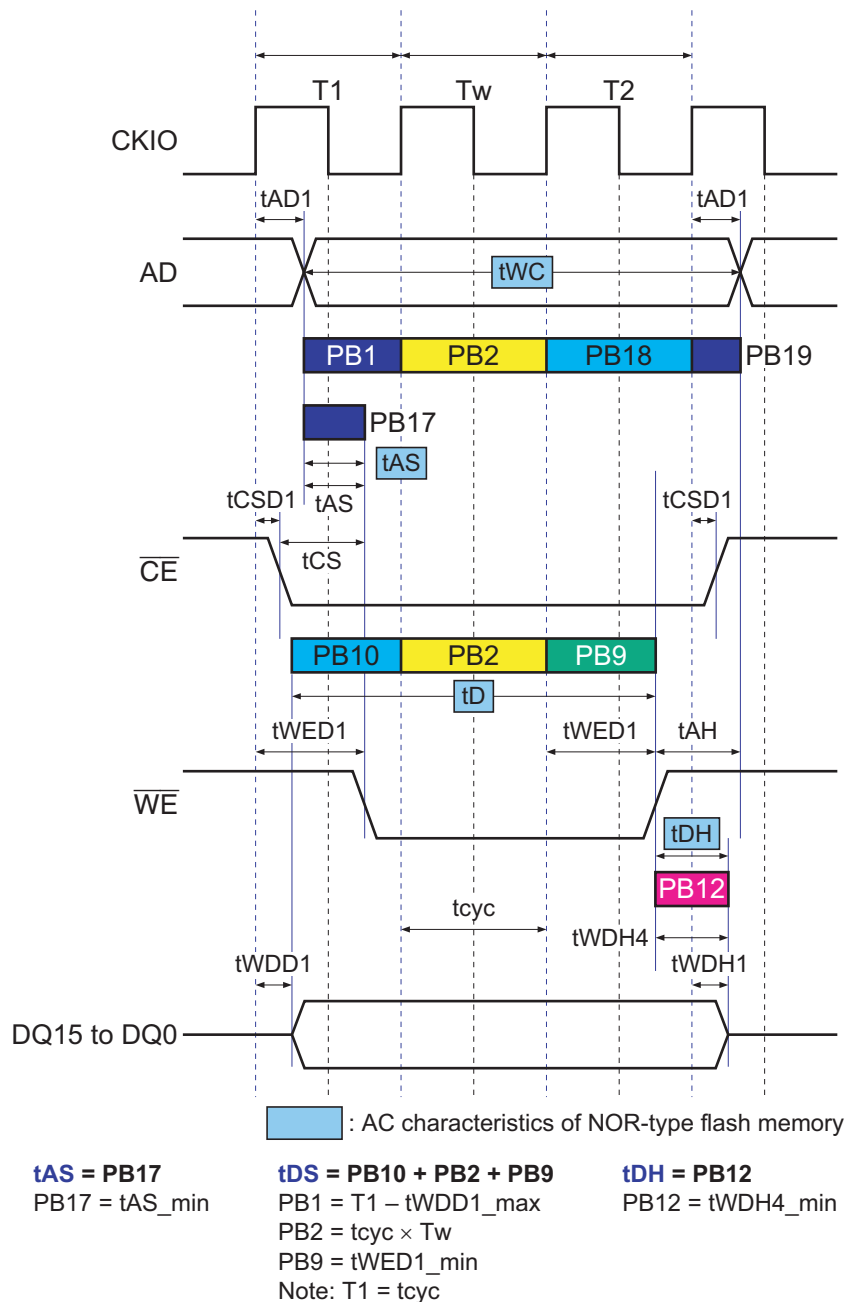 T1 Tw T2
CKIO
tAD1 tAD1
AD tWC
PB1 PB2 PB18 PB19
PB17
tAS
tAS
tCSD1 tCSD1
tCS
CE
PB10 PB2 PB9
tD
tWED1 tWED1 tAH
WE
tDH
PB12
tcyc
tWDH4
tWDD1 tWDH1
DQ15 to DQ0
: AC characteristics of NOR-type flash memory
tAS = PB17
PB17 = tAS_min
tDS = PB10 + PB2 + PB9
PB1 = T1 – tWDD1_max
PB2 = tcyc × Tw
PB9 = tWED1_min
Note: T1 = tcyc
tDH = PB12
PB12 = tWDH4_min